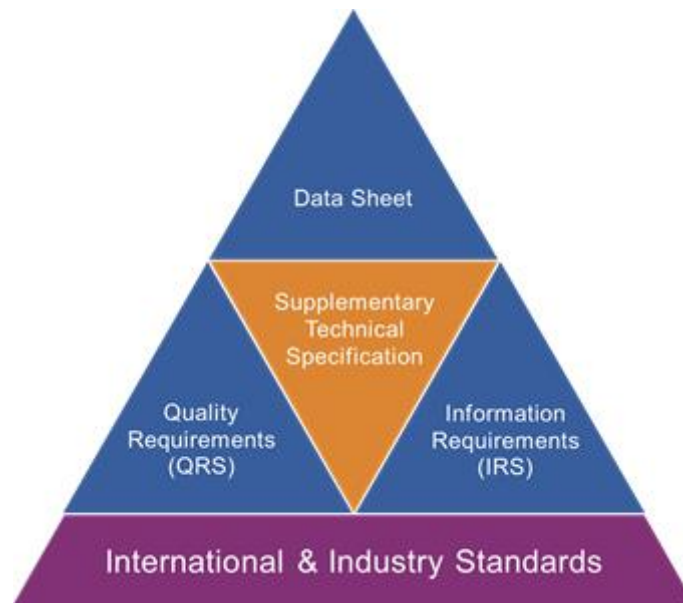 Data Sheet
Supplementary
Technical
Specification
Quality
Requirements
(QRS)
Information
Requirements
(IRS)
International & Industry Standards